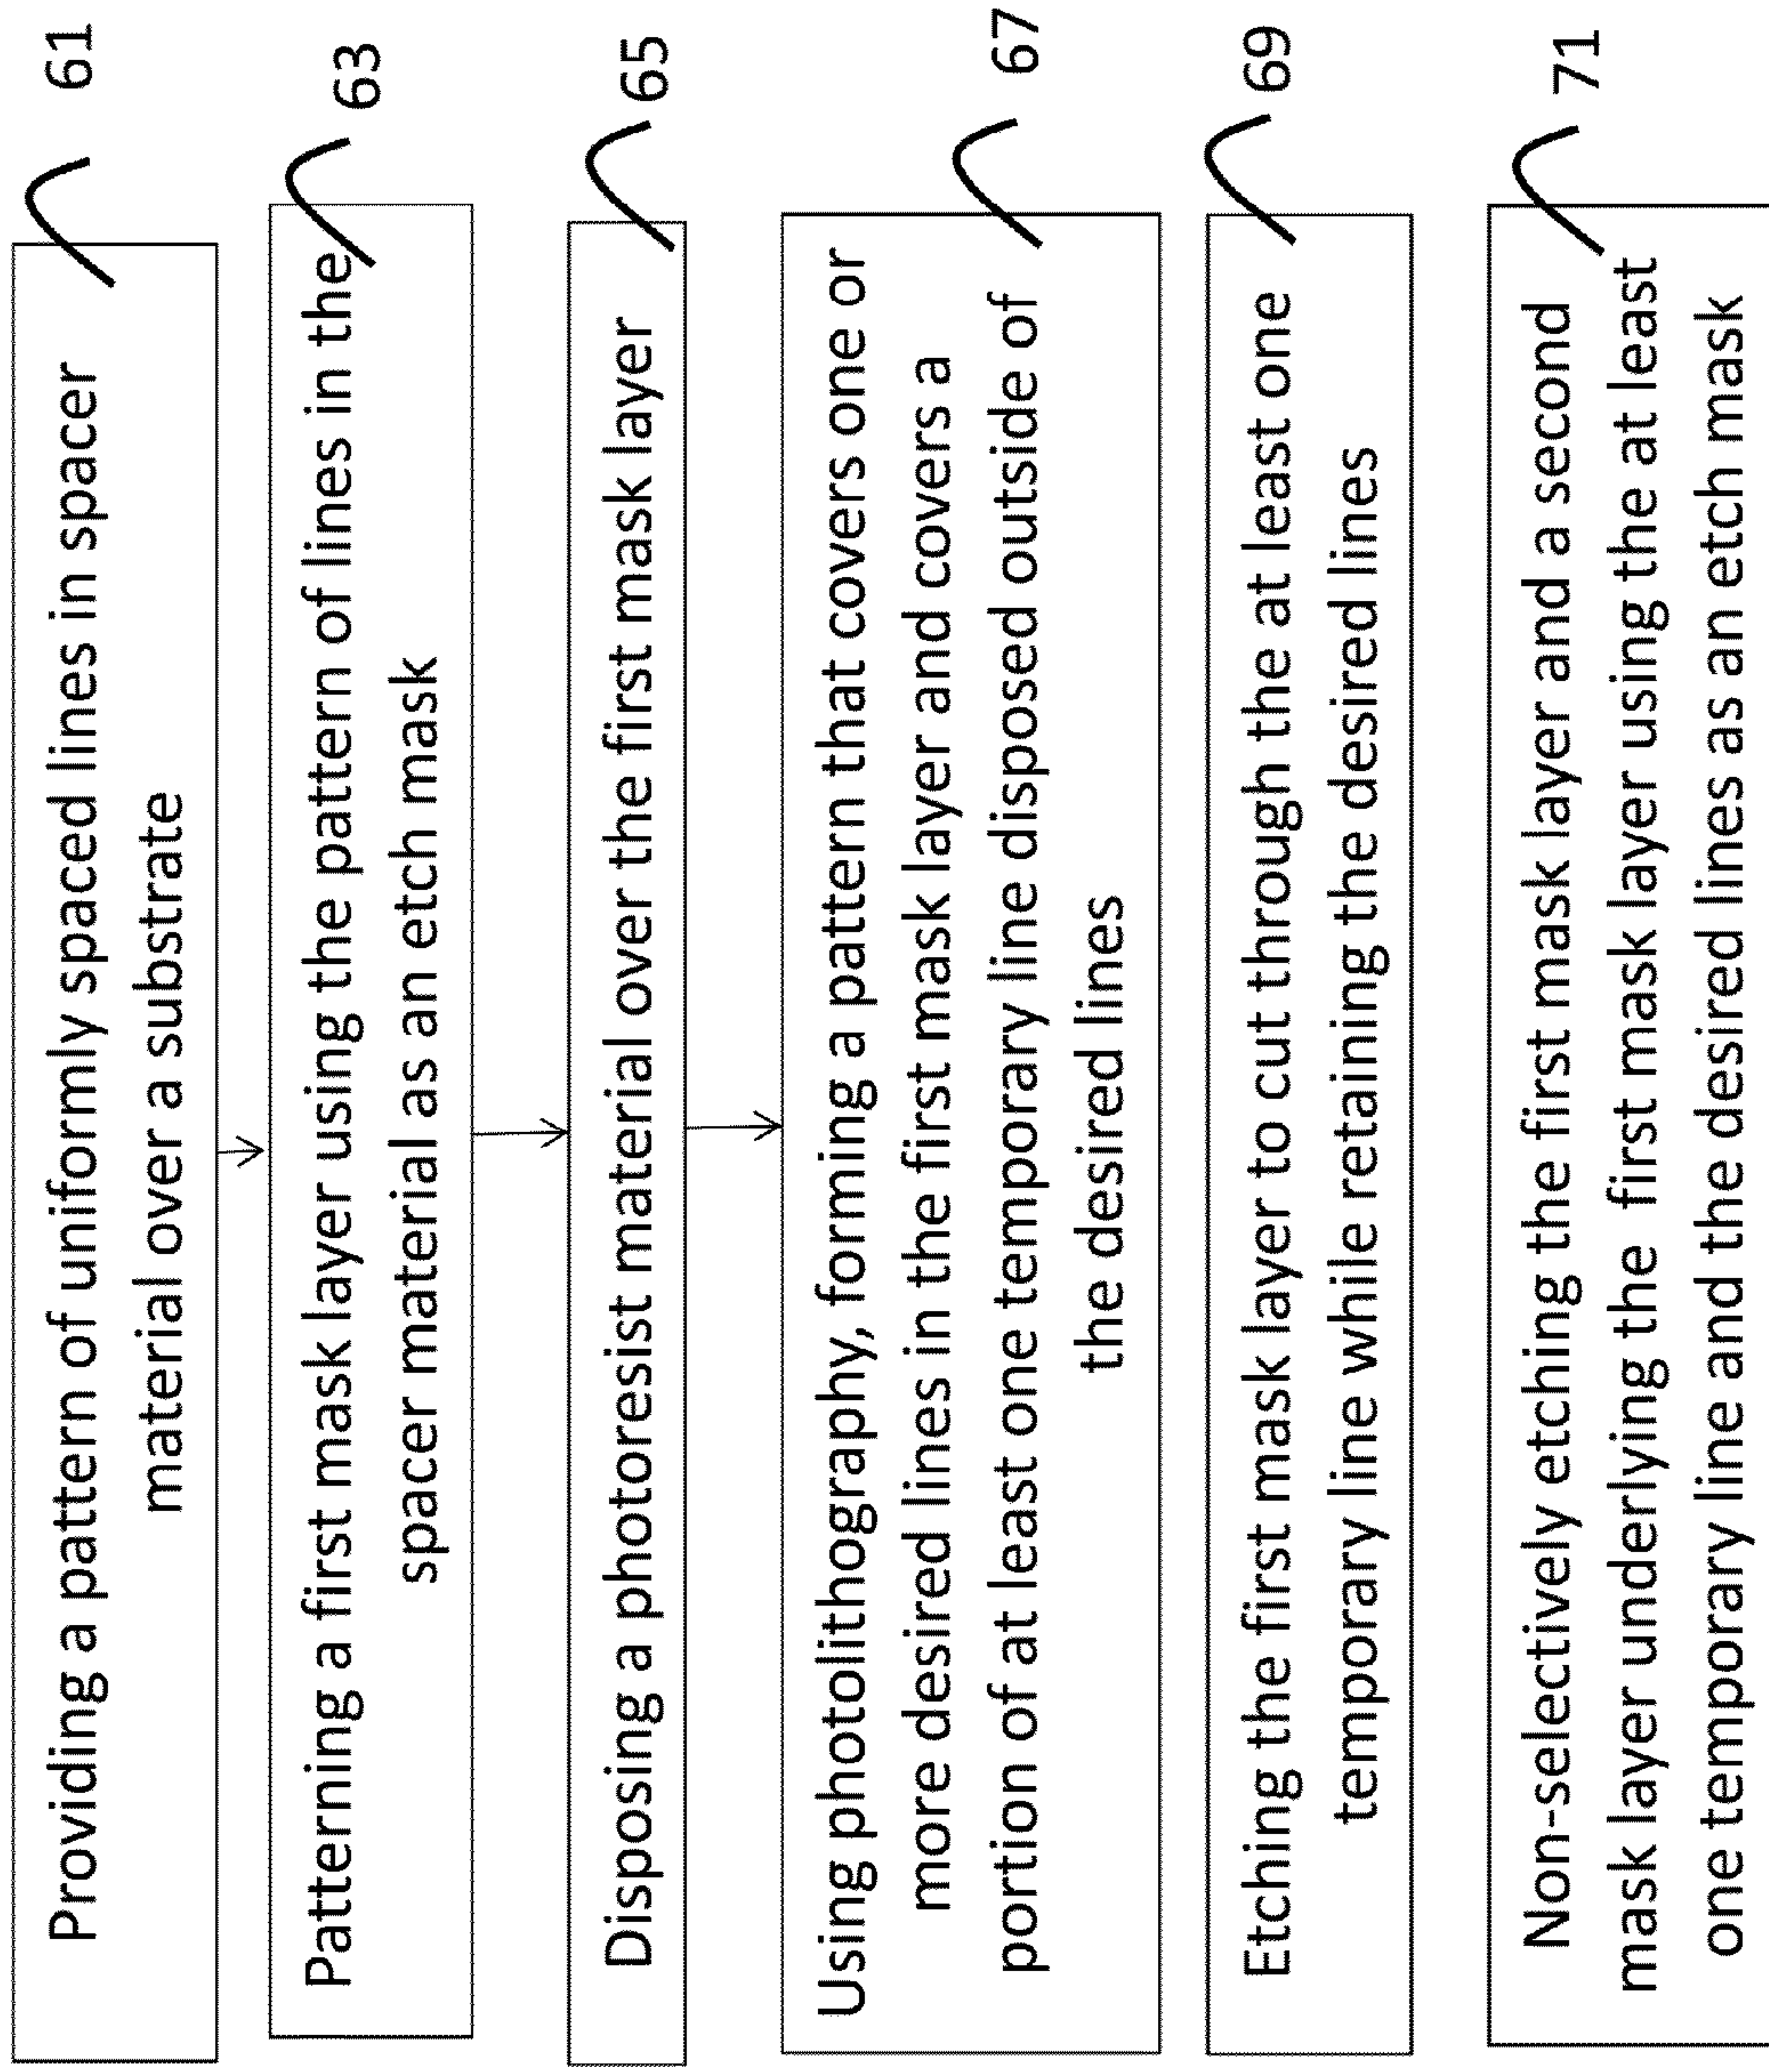 Providing a pattern of uniformly spaced lines in spacer
material over a substrate
61
Patterning a first mask layer using the pattern of lines in the
spacer material as an etch mask
63
Disposing a photoresist material over the first mask layer
65
Using photolithography, forming a pattern that covers one or
more desired lines in the first mask layer and covers a
portion of at least one temporary line disposed outside of
the desired lines
67
Etching the first mask layer to cut through the at least one
temporary line while retaining the desired lines
69
Non-selectively etching the first mask layer and a second
mask layer underlying the first mask layer using the at least
one temporary line and the desired lines as an etch mask
71